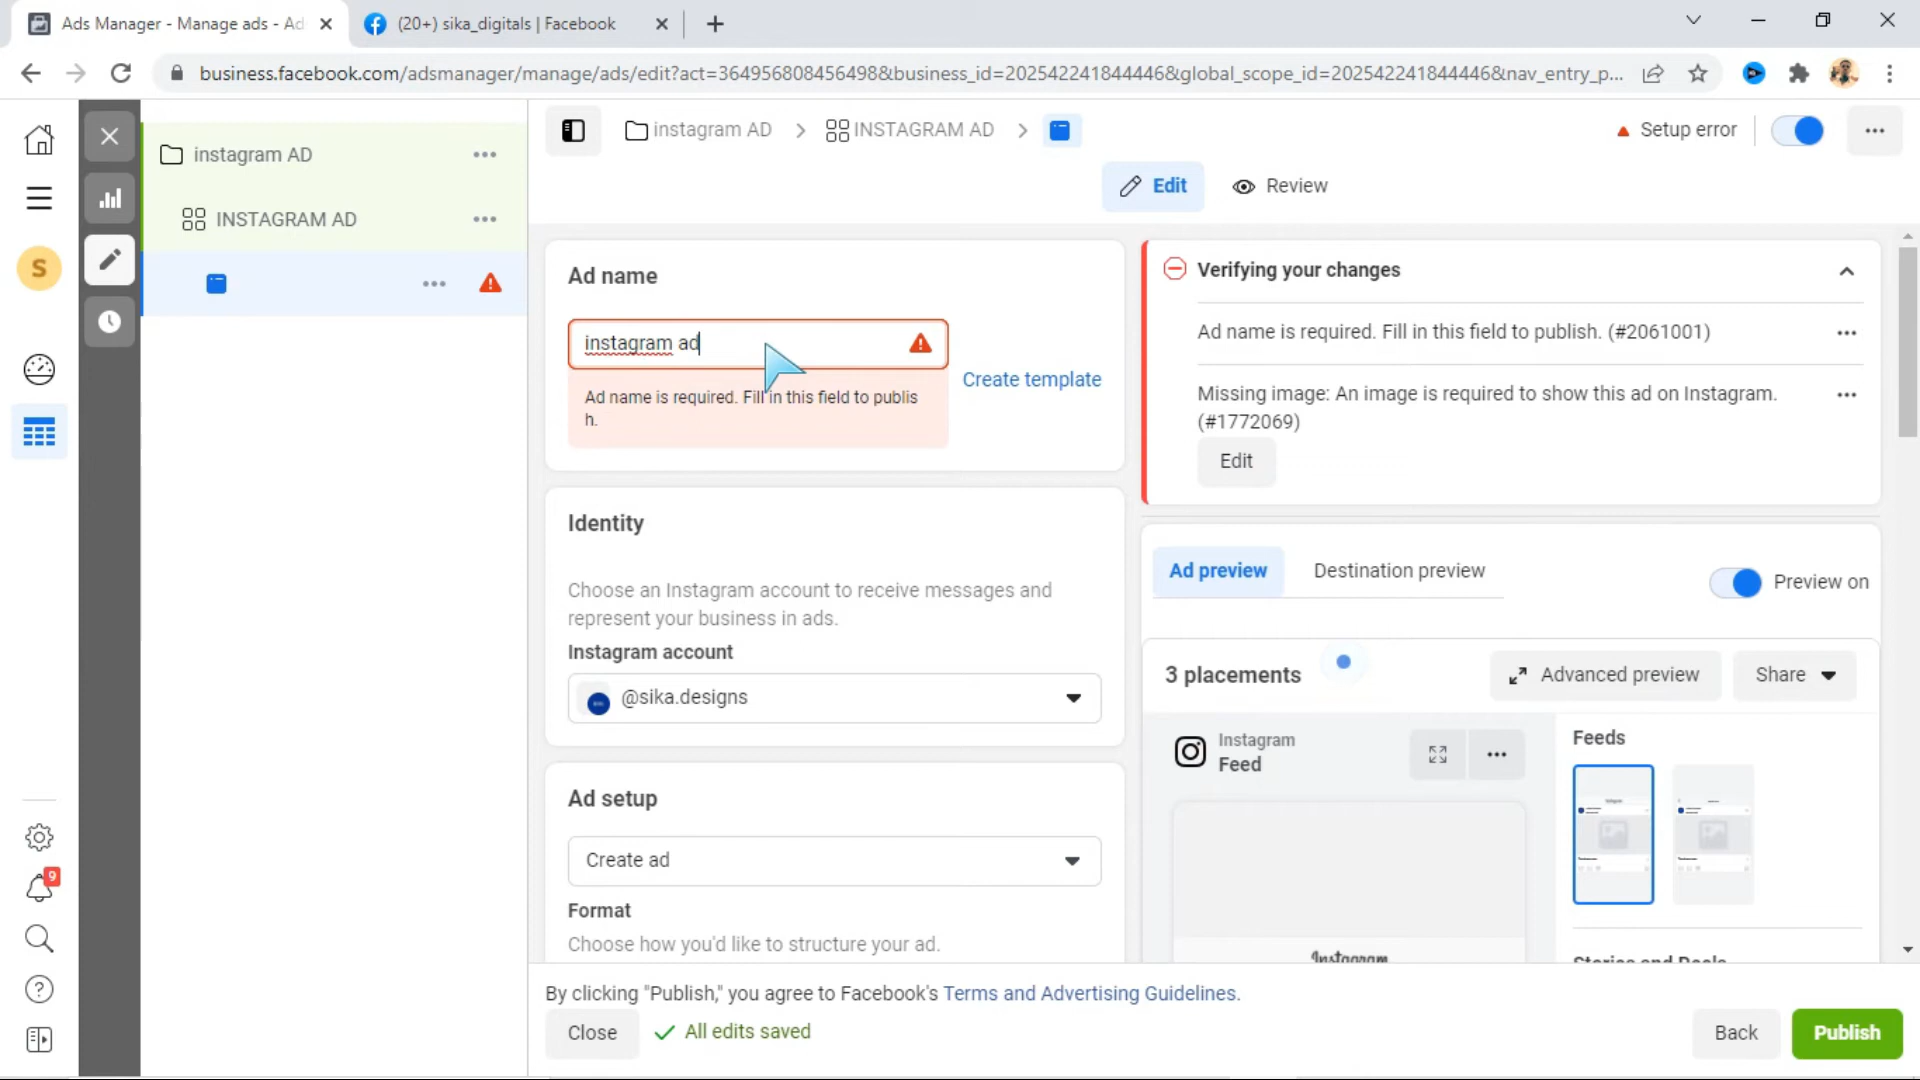 Ads Manager - Manage ads - Ad
(20+) sika_digitals | Facebook
business.facebook.com/adsmanager/manage/ads/edit?act=364956808456498&business_id=202542241844446&global_scope_id=202542241844446&nav_entry_p...
instagram AD
INSTAGRAM AD
S
9
instagram AD
INSTAGRAM AD
Setup error
Edit
Review
Ad name
instagram ad
Ad name is required. Fill in this field to publis
h.
Create template
Identity
Choose an Instagram account to receive messages and
represent your business in ads.
Instagram account
@sika.designs
Ad setup
Create ad
Format
Choose how you'd like to structure your ad.
Verifying your changes
Ad name is required. Fill in this field to publish. (#2061001)
Missing image: An image is required to show this ad on Instagram.
(#1772069)
Edit
Ad preview
Destination preview
Preview on
3 placements
Advanced preview
Share
Instagram
Feed
Feeds
Instagram
Stories and Reels
By clicking "Publish," you agree to Facebook's Terms and Advertising Guidelines.
Close
All edits saved
Back
Publish